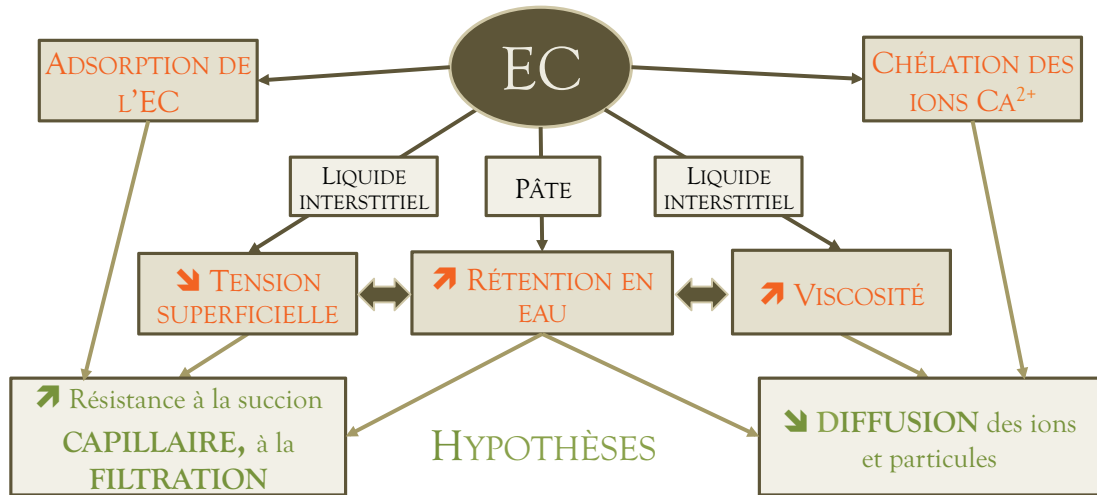 EC
ADSORPTION DE
L'EC
CHÉLATION DES
IONS CA²⁺
LIQUIDE
INTERSTITIEL
PÂTE
LIQUIDE
INTERSTITIEL
↘ TENSION
SUPERFICIELLE
↗ RÉTENTION EN
EAU
↗ VISCOSITÉ
↗ Résistance à la succion
CAPILLAIRE, à la
FILTRATION
HYPOTHÈSES
↘ DIFFUSION des ions
et particules